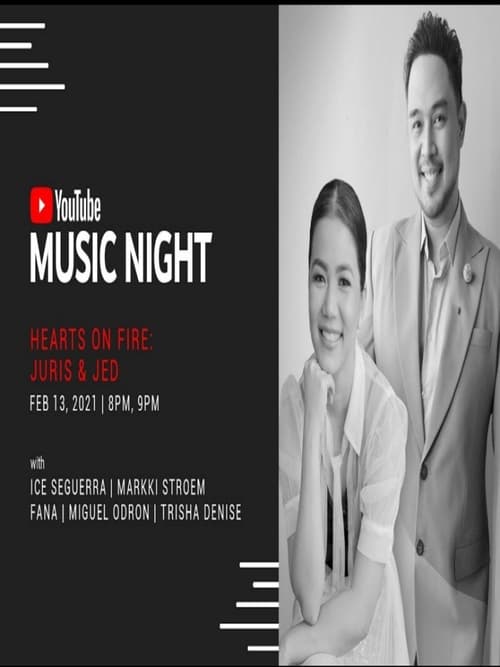 YouTube
MUSIC NIGHT
HEARTS ON FIRE:
JURIS & JED
FEB 13, 2021 | 8PM, 9PM
with
ICE SEGUERRA | MARKKI STROEM
FANA | MIGUEL ODRON | TRISHA DENISE